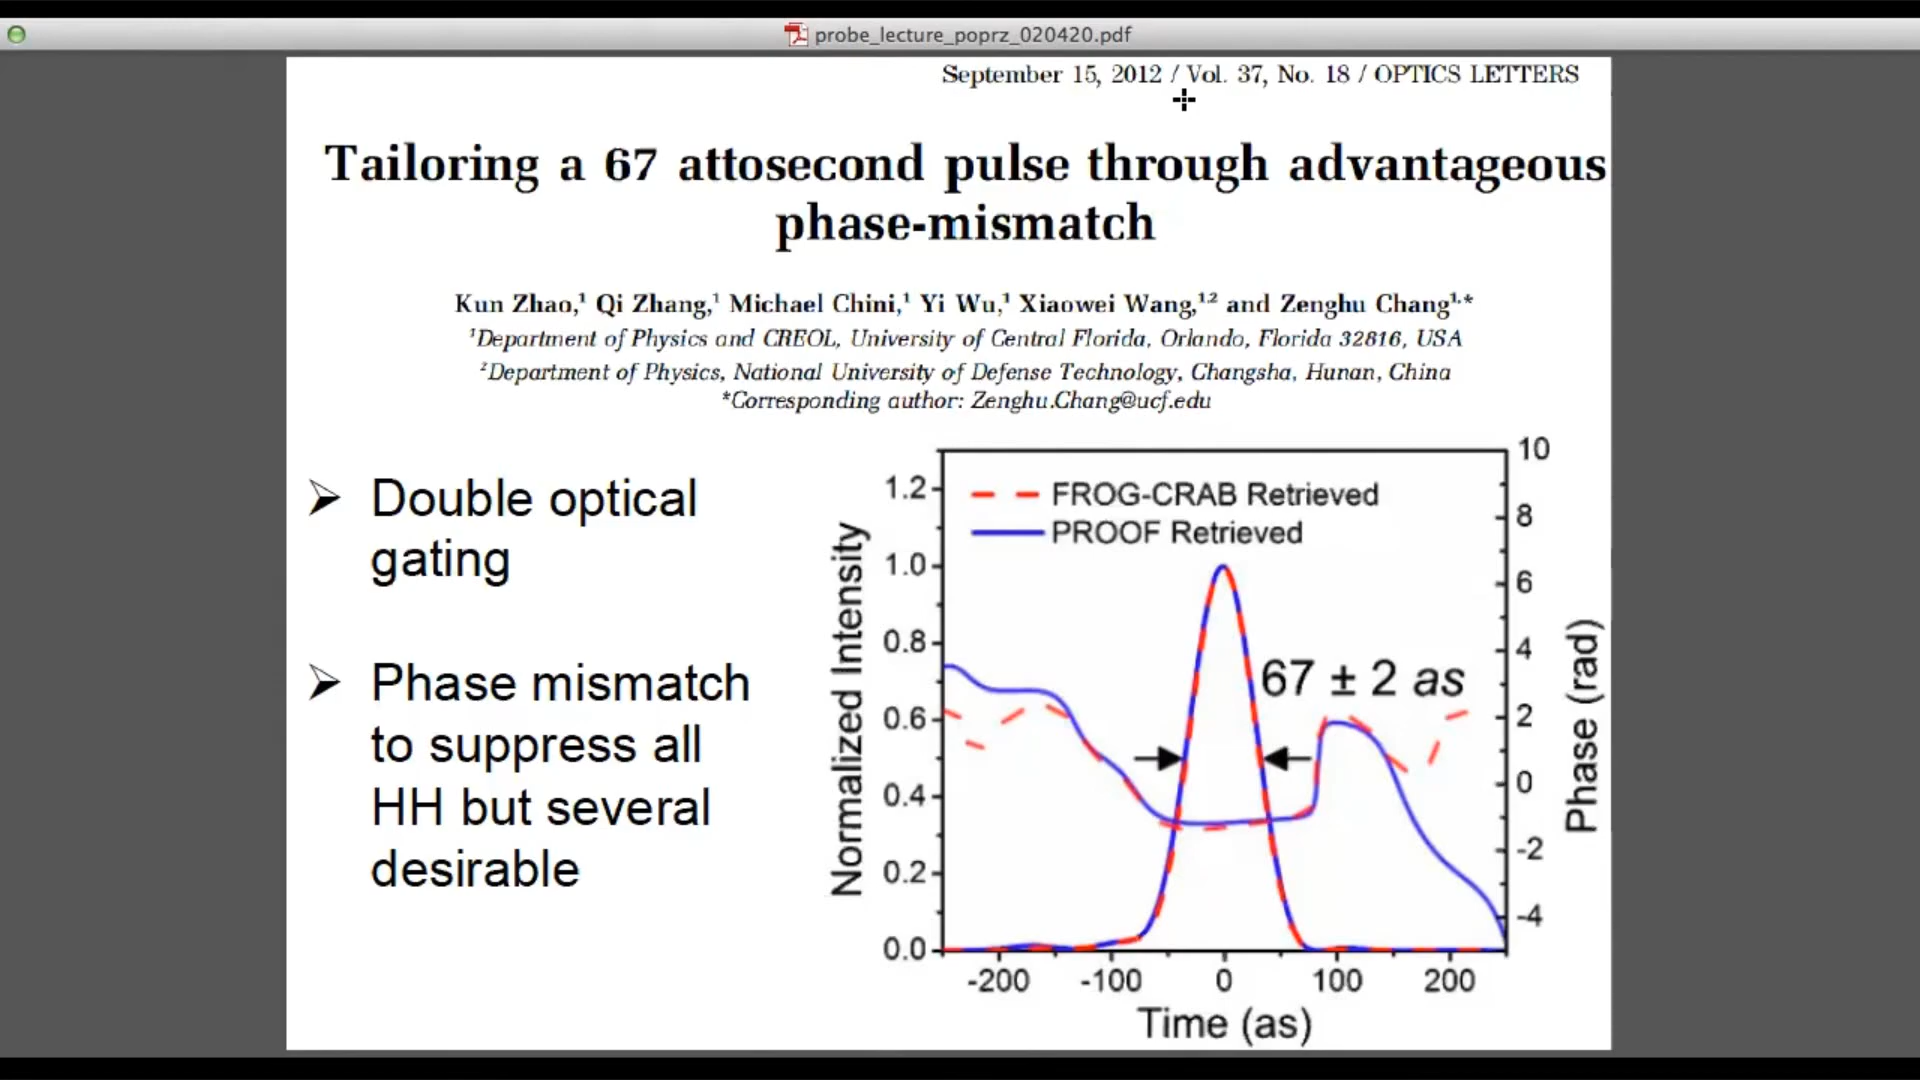 probe_lecture_poprz_020420.pdf
September 15, 2012 / Vol. 37, No. 18 / OPTICS LETTERS
Tailoring a 67 attosecond pulse through advantageous
phase-mismatch
Kun Zhao,¹ Qi Zhang,¹ Michael Chini,¹ Yi Wu,¹ Xiaowei Wang,¹,² and Zenghu Chang¹,*
¹Department of Physics and CREOL, University of Central Florida, Orlando, Florida 32816, USA
²Department of Physics, National University of Defense Technology, Changsha, Hunan, China
*Corresponding author: Zenghu.Chang@ucf.edu
➢ Double optical
gating
➢ Phase mismatch
to suppress all
HH but several
desirable
Normalized Intensity
1.2
1.0
0.8
0.6
0.4
0.2
0.0
FROG-CRAB Retrieved
PROOF Retrieved
67 ± 2 as
10
8
6
4
2
0
-2
-4
Phase (rad)
-200 -100 0 100 200
Time (as)